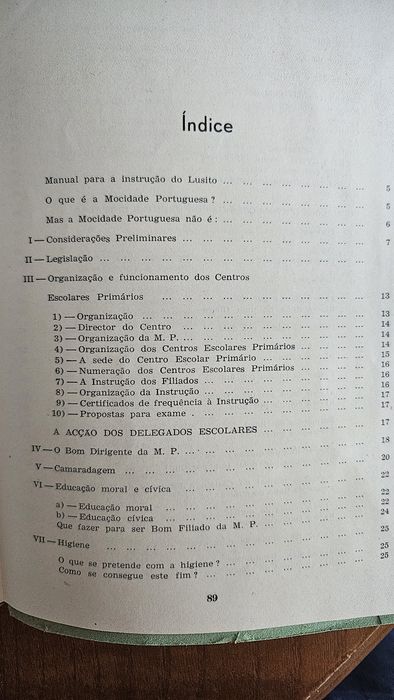 Índice
Manual para a instrução do Lusito ... ... ... ... ... ... ... ... 5
O que é a Mocidade Portuguesa ? ... ... ... ... ... ... ... ... 5
Mas a Mocidade Portuguesa não é : ... ... ... ... ... ... ... ... 6
I — Considerações Preliminares ... ... ... ... ... ... ... ... ... ... 7
II — Legislação ... ... ... ... ... ... ... ... ... ... ... ... ... ...
III — Organização e funcionamento dos Centros
Escolares Primários ... ... ... ... ... ... ... ... ... ... ... 13
1) — Organização ... ... ... ... ... ... ... ... ... ... ... ... 13
2) — Director do Centro ... ... ... ... ... ... ... ... ... ... 14
3) — Organização da M. P. ... ... ... ... ... ... ... ... ... ... 14
4) — Organização dos Centros Escolares Primários ... ... ... ... 14
5) — A sede do Centro Escolar Primário ... ... ... ... ... ... 15
6) — Numeração dos Centros Escolares Primários ... ... ... ... 16
7) — A Instrução dos Filiados ... ... ... ... ... ... ... ... 16
8) — Organização da Instrução ... ... ... ... ... ... ... ... 16
9) — Certificados de frequência à Instrução ... ... ... ... ... 17
10) — Propostas para exame . ... ... ... ... ... ... ... ... ... 17
A ACÇÃO DOS DELEGADOS ESCOLARES ... ... ... ... ... ... 17
IV — O Bom Dirigente da M. P. ... ... ... ... ... ... ... ... ... ... 18
V — Camaradagem ... ... ... ... ... ... ... ... ... ... ... ... ... 20
VI — Educação moral e cívica ... ... ... ... ... ... ... ... ... ... 22
a) — Educação moral ... ... ... ... ... ... ... ... ... ... ... 22
b) — Educação cívica ... ... ... ... ... ... ... ... ... ... ... 22
Que fazer para ser Bom Filiado da M. P. ... ... ... ... ... ... 24
VII — Higiene ... ... ... ... ... ... ... ... ... ... ... ... ... ... 25
O que se pretende com a higiene ? ... ... ... ... ... ... ... ... 25
Como se consegue este fim ? ... ... ... ... ... ... ... ... ... 25
89